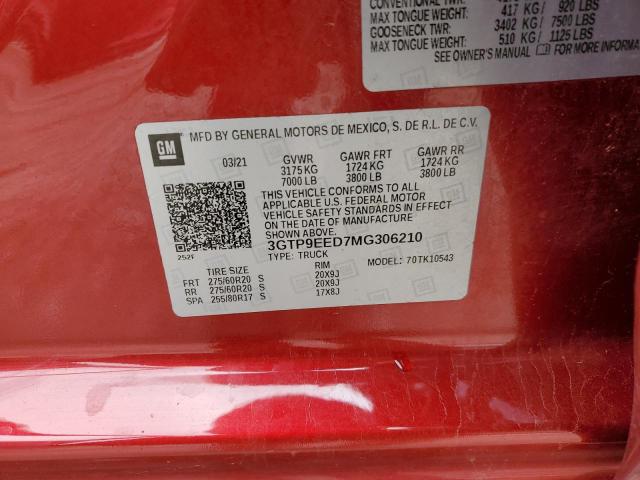 CONVENTIONAL TWR:
MAX TONGUE WEIGHT: 417 KG / 920 LBS
GOOSENECK TWR: 3402 KG / 7500 LBS
MAX TONGUE WEIGHT: 510 KG / 1125 LBS
SEE OWNER'S MANUAL FOR MORE INFORMATION
GM
MFD BY GENERAL MOTORS DE MEXICO, S. DE R.L. DE C.V.
03/21 GVWR GAWR FRT GAWR RR
3175 KG 1724 KG 1724 KG
7000 LB 3800 LB 3800 LB
THIS VEHICLE CONFORMS TO ALL
APPLICABLE U.S. FEDERAL MOTOR
VEHICLE SAFETY STANDARDS IN EFFECT
ON THE DATE OF MANUFACTURE SHOWN ABOVE.
3GTP9EED7MG306210
252F TYPE: TRUCK MODEL: 70TK10543
TIRE SIZE RIM
FRT 275/60R20 S 20X9J
RR 275/60R20 S 20X9J
SPA 255/80R17 S 17X8J